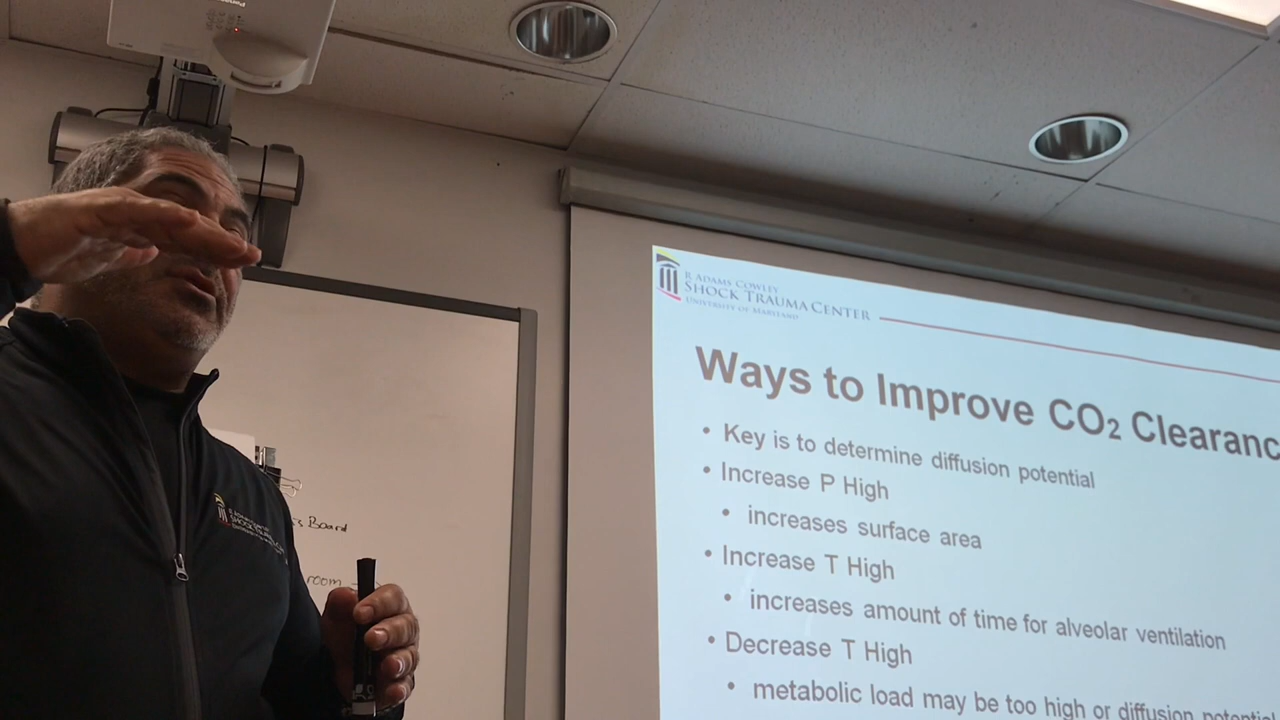 R ADAMS COWLEY
SHOCK TRAUMA CENTER
UNIVERSITY OF MARYLAND
Ways to Improve CO₂ Clearanc
• Key is to determine diffusion potential
• Increase P High
• increases surface area
• Increase T High
• increases amount of time for alveolar ventilation
• Decrease T High
• metabolic load may be too high or diffusion potential
Board
room